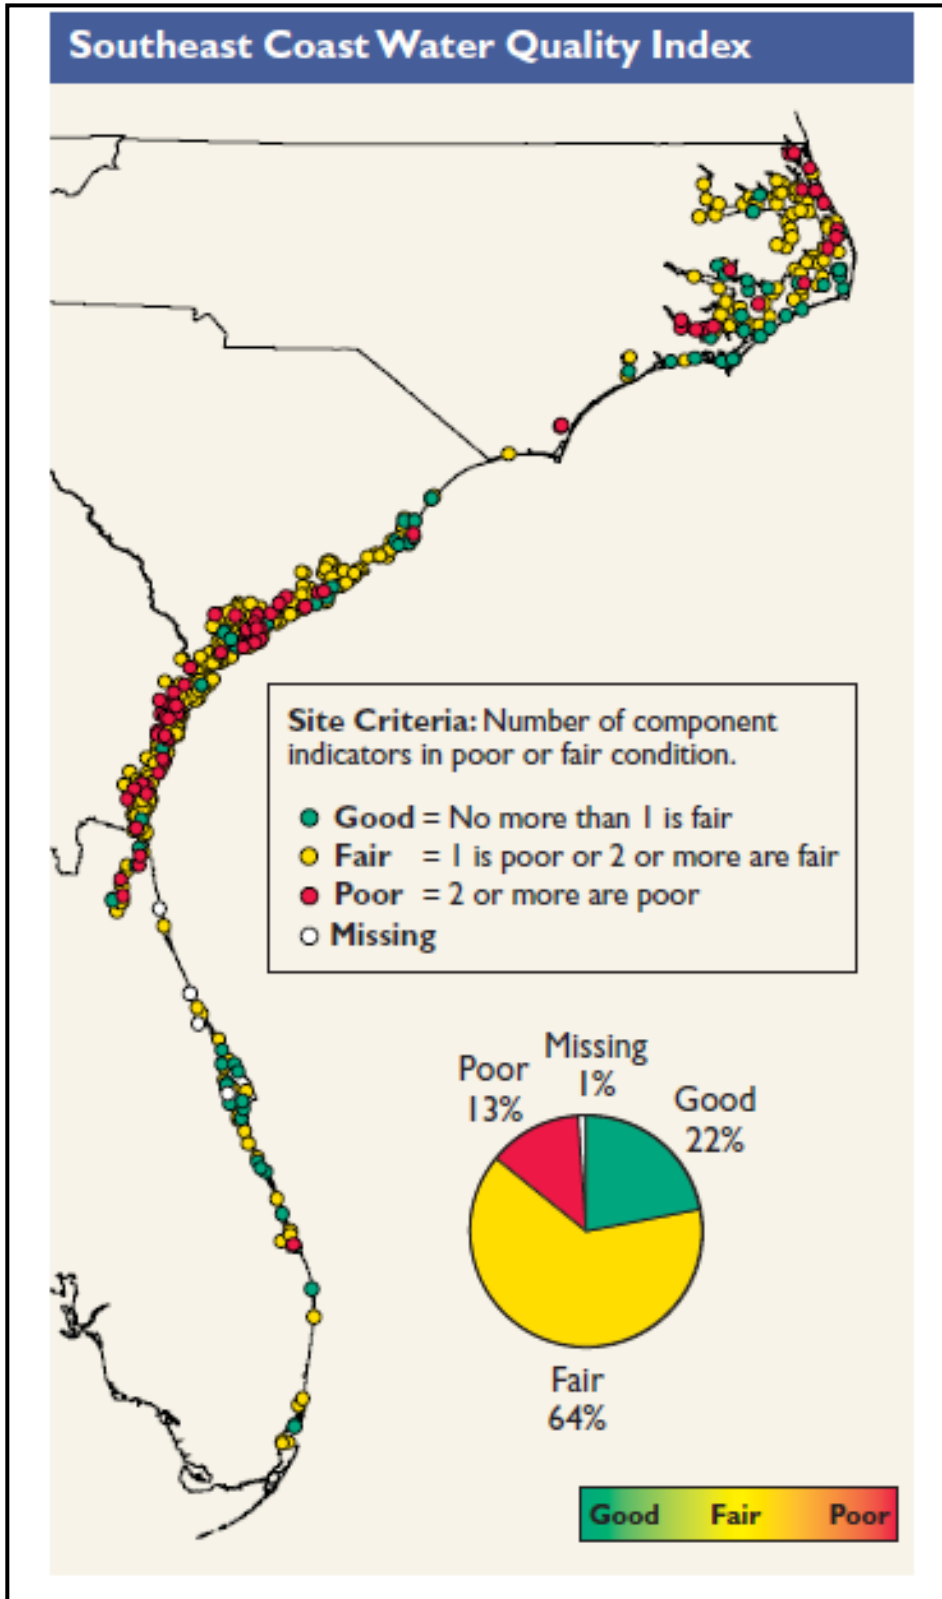 Southeast Coast Water Quality Index
Site Criteria: Number of component
indicators in poor or fair condition.
Good = No more than 1 is fair
Fair = 1 is poor or 2 or more are fair
Poor = 2 or more are poor
Missing
Missing
1%
Poor
13%
Good
22%
Fair
64%
Good Fair Poor